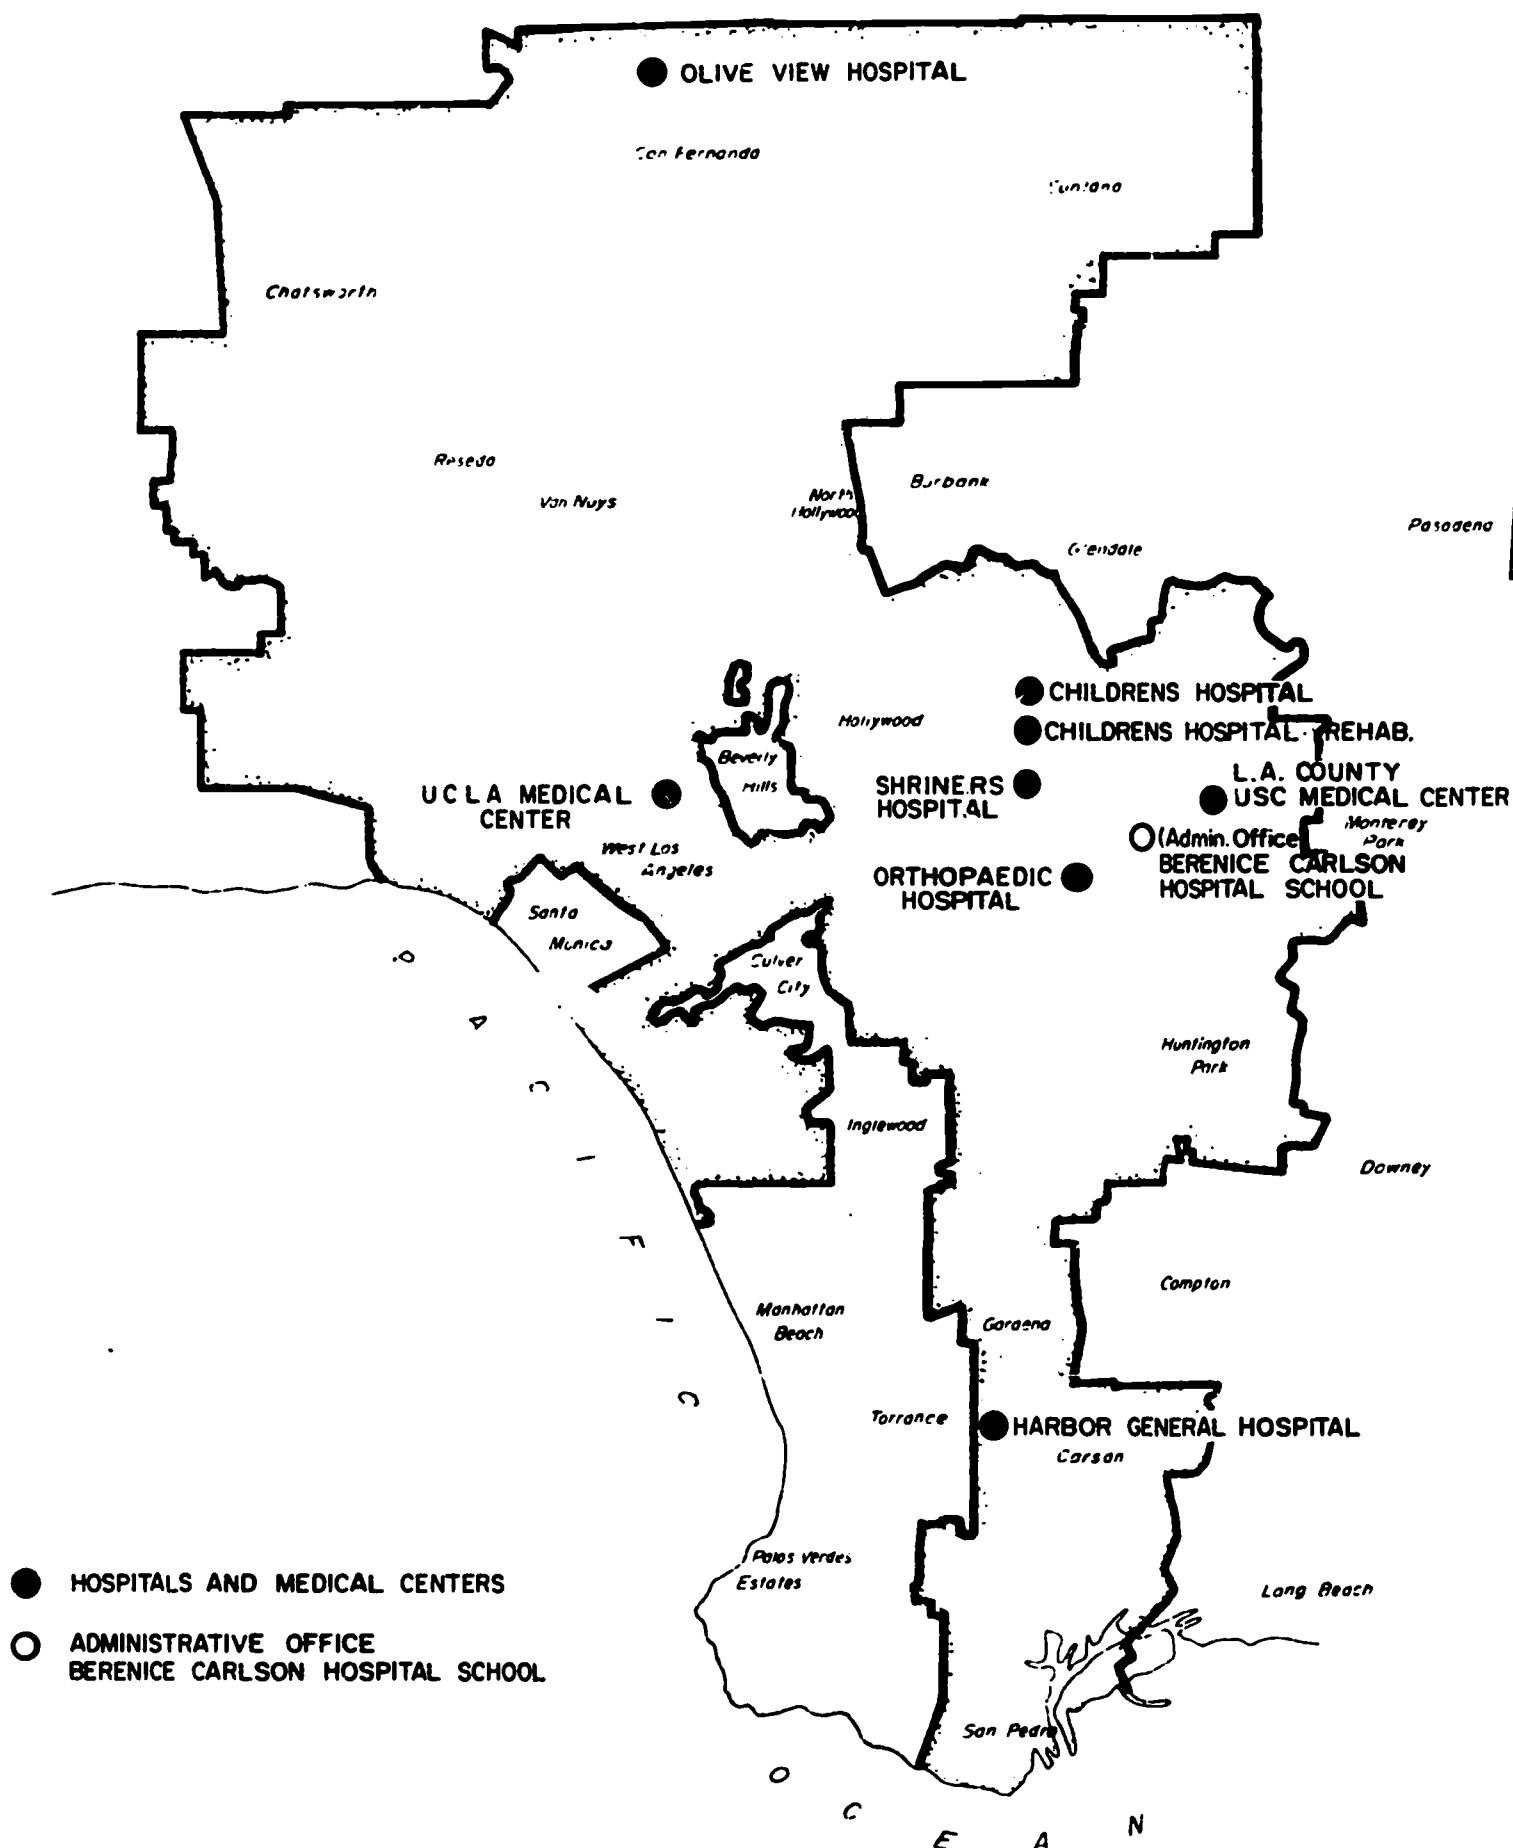 OLIVE VIEW HOSPITAL
San Fernando
Chatsworth
Reseda
Van Nuys
North
Hollywood
Burbank
Pasadena
Glendale
CHILDRENS HOSPITAL
Hollywood
CHILDRENS HOSPITAL - REHAB.
Beverly
Hills
UCLA MEDICAL
CENTER
SHRINERS
HOSPITAL
L.A. COUNTY
USC MEDICAL CENTER
Monterey
Park
(Admin. Office
BERENICE CARLSON
HOSPITAL SCHOOL
West Los
Angeles
ORTHOPAEDIC
HOSPITAL
Santa
Monica
Culver
City
Huntington
Park
Inglewood
Downey
Compton
Manhattan
Beach
Gardena
Torrance
HARBOR GENERAL HOSPITAL
Carson
Palos Verdes
Estates
Long Beach
San Pedro
PACIFIC
OCEAN
HOSPITALS AND MEDICAL CENTERS
ADMINISTRATIVE OFFICE
BERENICE CARLSON HOSPITAL SCHOOL